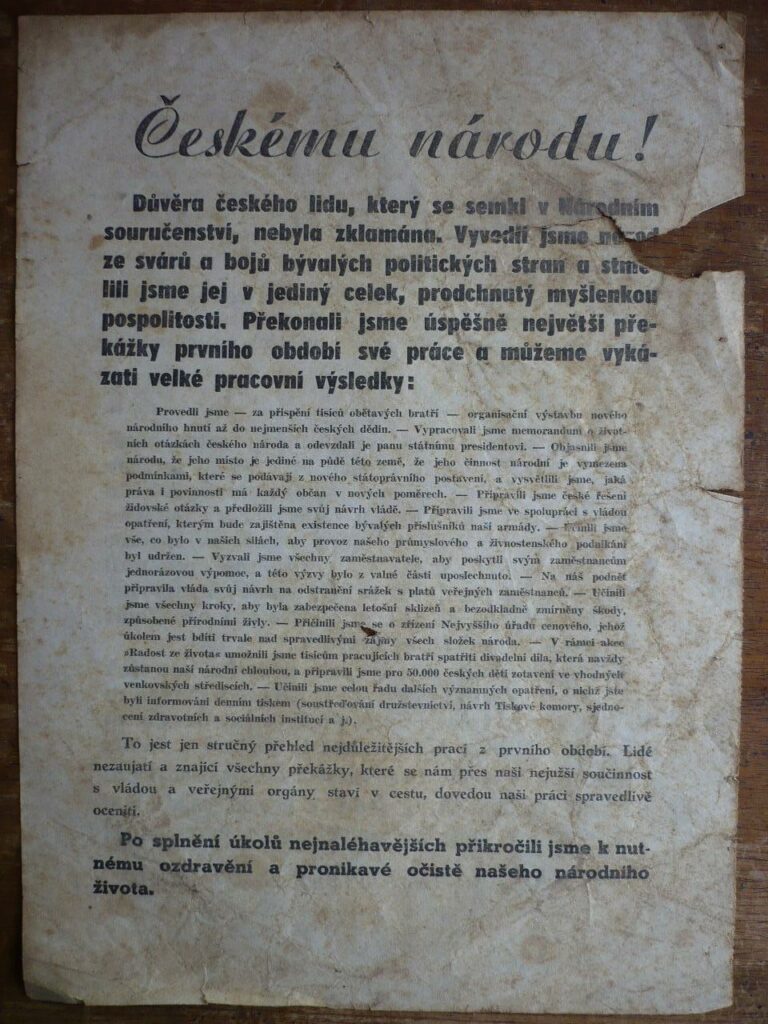 Českému národu!
Důvěra českého lidu, který se semkl v Národním
souručenství, nebyla zklamána. Vyvedli jsme národ
ze svárů a bojů bývalých politických stran a stme-
lili jsme jej v jediný celek, prodchnutý myšlenkou
pospolitosti. Překonali jsme úspěšně největší pře-
kážky prvního období své práce a můžeme vyká-
zati velké pracovní výsledky:
Provedli jsme — za přispění tisíců obětavých bratří — organisační výstavbu nového
národního hnutí až do nejmenších českých dědin. — Vypracovali jsme memorandum o život-
ních otázkách českého národa a odevzdali je panu státnímu presidentovi. — Objasnili jsme
národu, že jeho místo je jediné na půdě této země, že jeho činnost národní je vymezena
podmínkami, které se podávají z nového státoprávního postavení, a vysvětlili jsme, jaká
práva i povinnosti má každý občan v nových poměrech. — Připravili jsme české řešení
židovské otázky a předložili jsme svůj návrh vládě. — Připravili jsme ve spolupráci s vládou
opatření, kterým bude zajištěna existence bývalých příslušníků naší armády. — Učinili jsme
vše, co bylo v našich silách, aby provoz našeho průmyslového a živnostenského podnikání
byl udržen. — Vyzvali jsme všechny zaměstnavatele, aby poskytli svým zaměstnancům
jednorázovou výpomoc, a této výzvy bylo z valné části uposlechnuto. — Na náš podnět
připravila vláda svůj návrh na odstranění srážek s platů veřejných zaměstnanců. — Učinili
jsme všechny kroky, aby byla zabezpečena letošní sklizeň a bezodkladně zmírněny škody,
způsobené přírodními živly. — Přičinili jsme se o zřízení Nejvyššího úřadu cenového, jehož
úkolem jest bdíti trvale nad spravedlivými zájmy všech složek národa. — V rámci akce
»Radost ze života« umožnili jsme tisícům pracujících bratří spatřiti divadelní díla, která navždy
zůstanou naší národní chloubou, a připravili jsme pro 50.000 českých dětí zotavení ve vhodných
venkovských střediscích. — Učinili jsme celou řadu dalších významných opatření, o nichž jste
byli informováni denním tiskem (soustřeďování družstevnictví, návrh Tiskové komory, sjedno-
cení zdravotních a sociálních institucí a j.).
To jest jen stručný přehled nejdůležitějších prací z prvního období. Lidé
nezaujatí a znající všechny překážky, které se nám přes naši nejužší součinnost
s vládou a veřejnými orgány staví v cestu, dovedou naši práci spravedlivě
oceniti.
Po splnění úkolů nejnaléhavějších přikročili jsme k nut-
nému ozdravění a pronikavé očistě našeho národního
života.